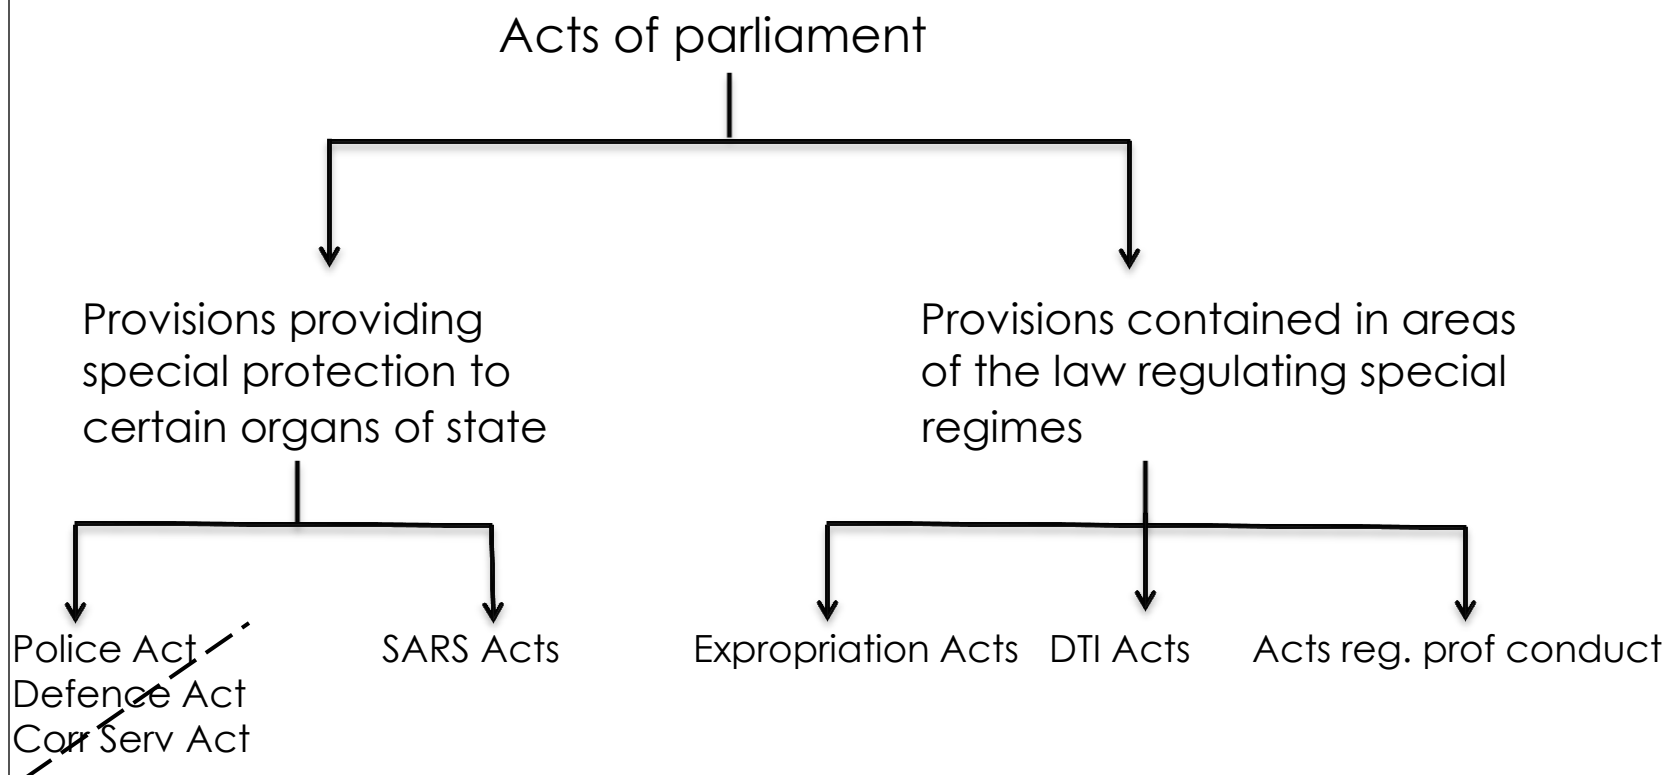 Acts of parliament
Provisions providing
special protection to
certain organs of state
Provisions contained in areas
of the law regulating special
regimes
Police Act
Defence Act
Corr Serv Act
SARS Acts
Expropriation Acts
DTI Acts
Acts reg. prof conduct